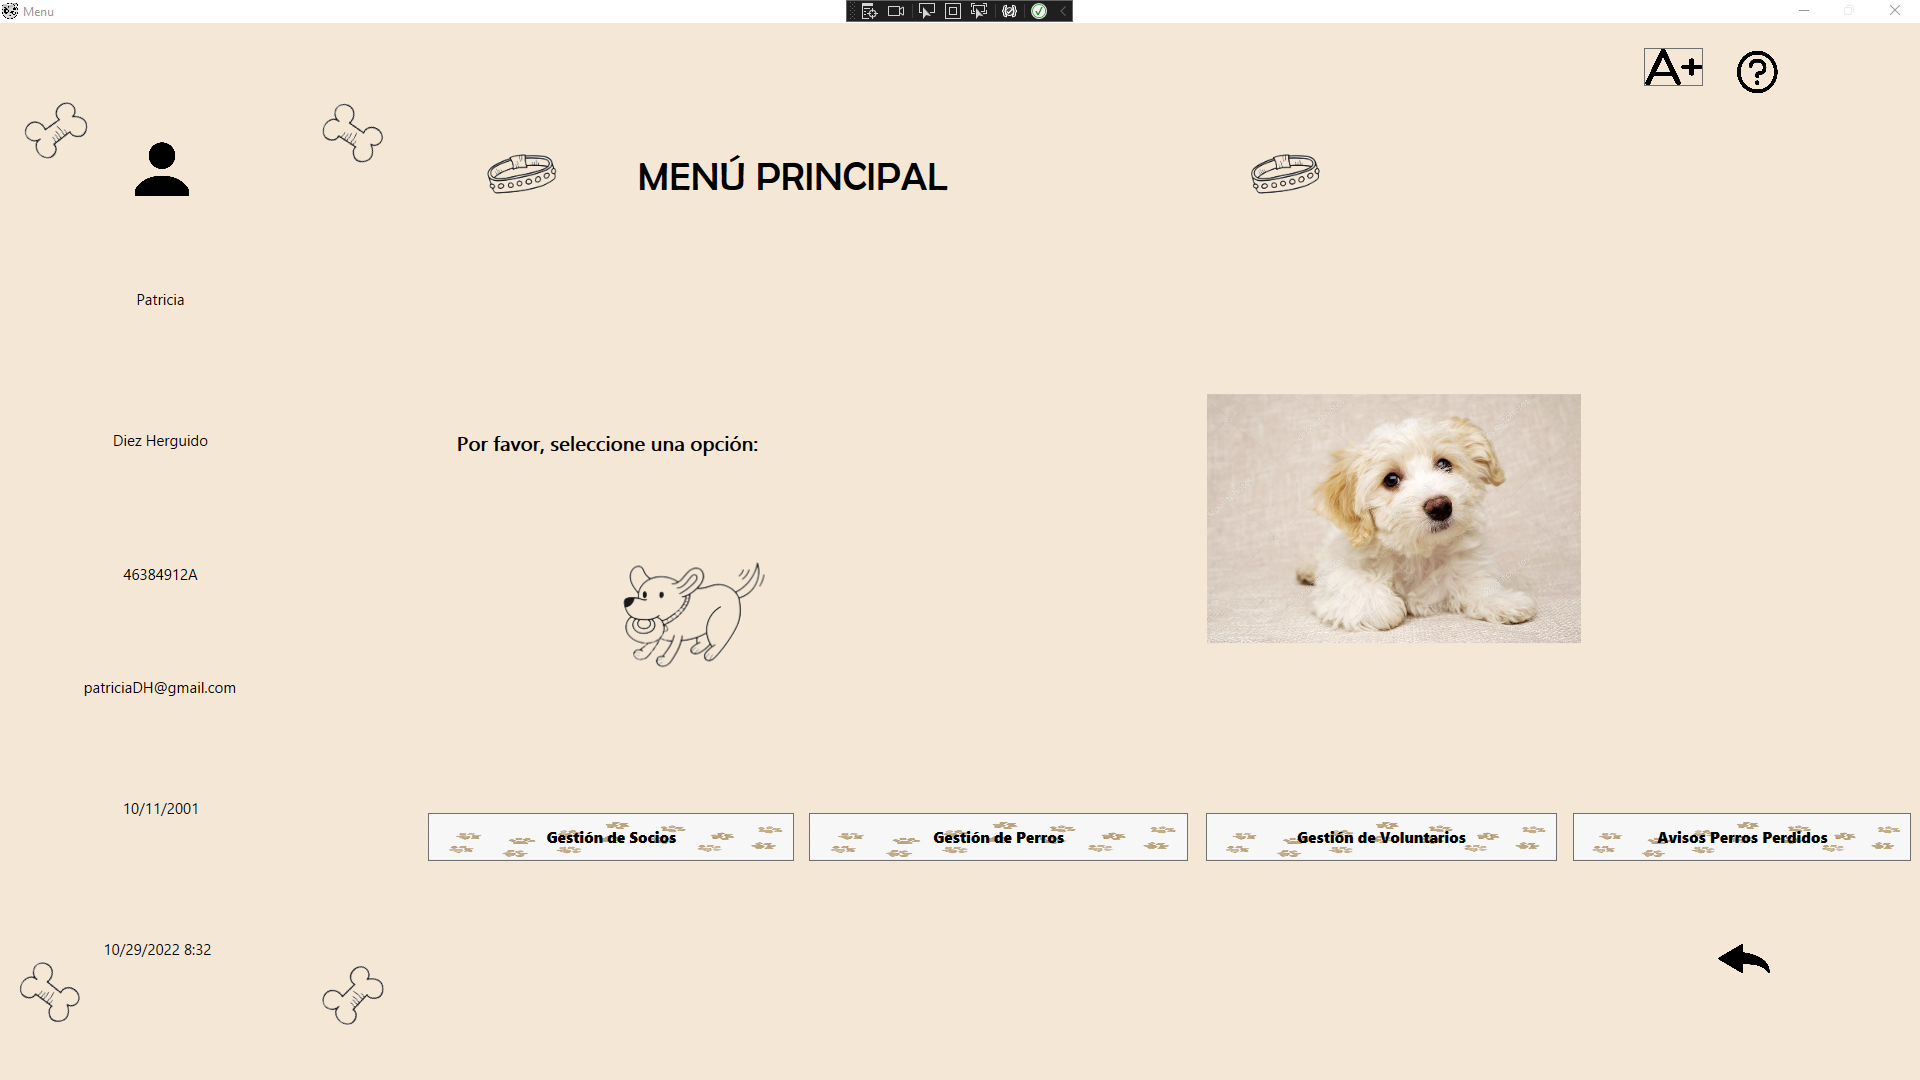 Menu
A+
?
MENÚ PRINCIPAL
Patricia
Diez Herguido
Por favor, seleccione una opción:
46384912A
patriciaDH@gmail.com
10/11/2001
Gestión de Socios
Gestión de Perros
Gestión de Voluntarios
Avisos Perros Perdidos
10/29/2022 8:32